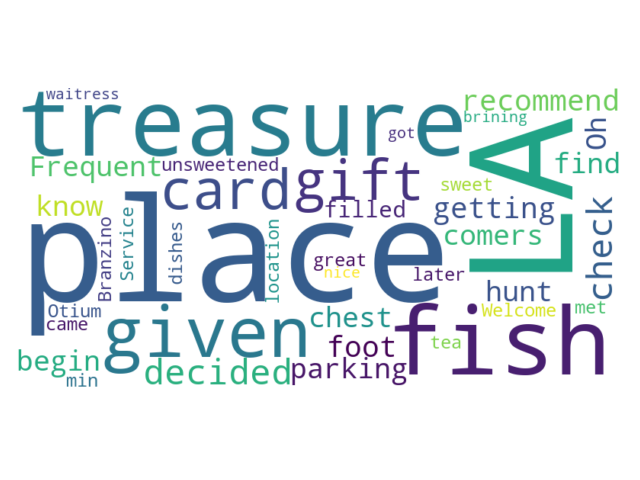 waitress
treasure
recommend
brining
got
Oh
LA
Frequent
unsweetened
find
card
gift
sweet
know
filled
getting
place
Branzino
Service
dishes
location
check
comers
great
nice
later
hunt
Otium
came
given
chest
fish
Welcome
met
foot
tea
begin
min
decided
parking